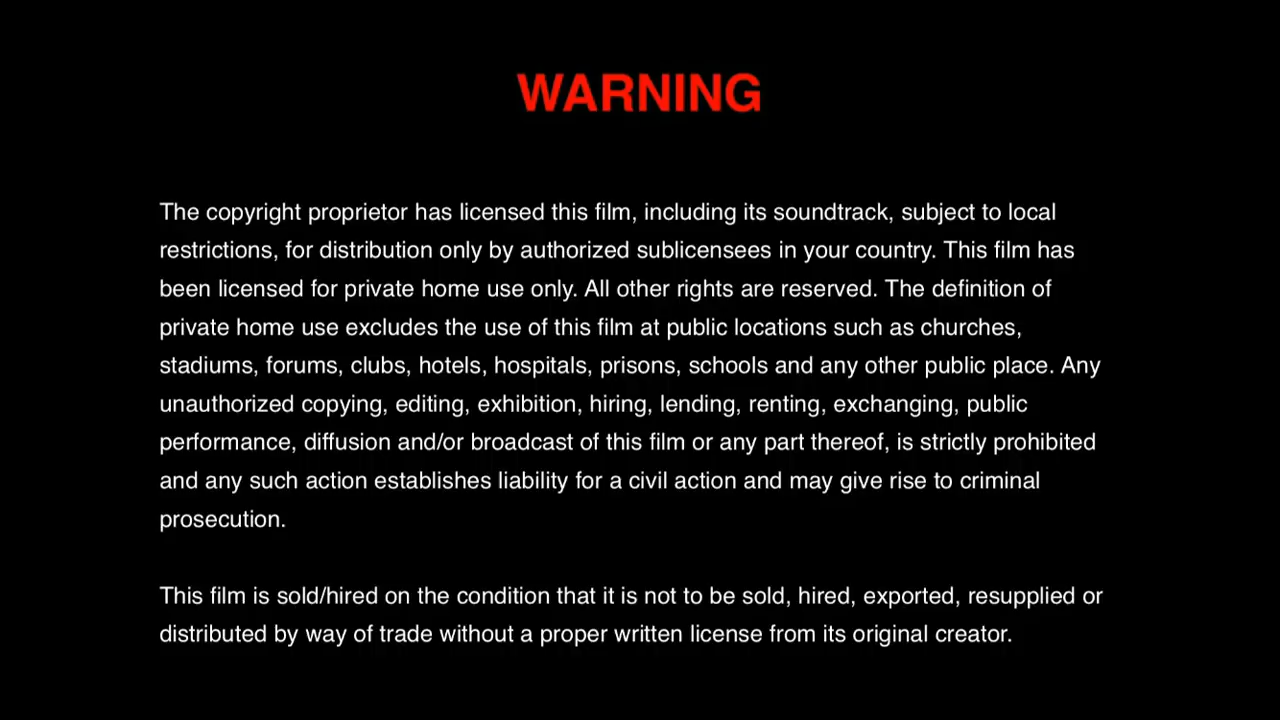 WARNING
The copyright proprietor has licensed this film, including its soundtrack, subject to local
restrictions, for distribution only by authorized sublicensees in your country. This film has
been licensed for private home use only. All other rights are reserved. The definition of
private home use excludes the use of this film at public locations such as churches,
stadiums, forums, clubs, hotels, hospitals, prisons, schools and any other public place. Any
unauthorized copying, editing, exhibition, hiring, lending, renting, exchanging, public
performance, diffusion and/or broadcast of this film or any part thereof, is strictly prohibited
and any such action establishes liability for a civil action and may give rise to criminal
prosecution.
This film is sold/hired on the condition that it is not to be sold, hired, exported, resupplied or
distributed by way of trade without a proper written license from its original creator.